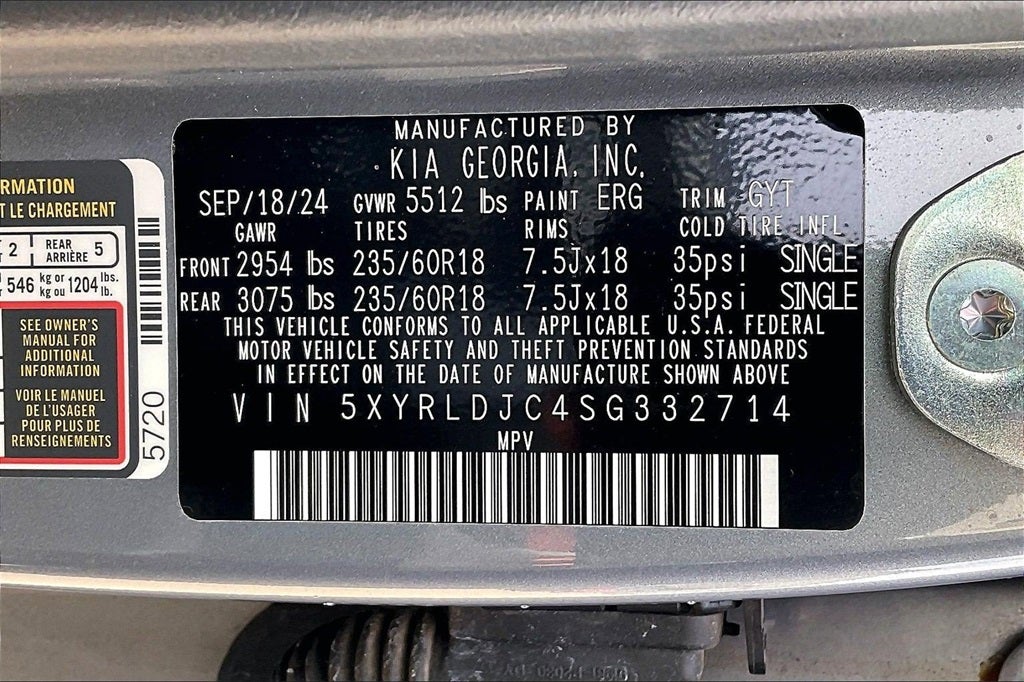 RMATION
T LE CHARGEMENT
2 REAR ARRIÈRE 5
546 kg or kg ou 1204 lbs. lb.
SEE OWNER'S
MANUAL FOR
ADDITIONAL
INFORMATION
VOIR LE MANUEL
DE L'USAGER
POUR PLUS DE
RENSEIGNEMENTS
5720
MANUFACTURED BY
KIA GEORGIA, INC.
SEP/18/24 GVWR 5512 lbs PAINT ERG TRIM GYT
GAWR TIRES RIMS COLD TIRE INFL
FRONT 2954 lbs 235/60R18 7.5Jx18 35psi SINGLE
REAR 3075 lbs 235/60R18 7.5Jx18 35psi SINGLE
THIS VEHICLE CONFORMS TO ALL APPLICABLE U.S.A. FEDERAL
MOTOR VEHICLE SAFETY AND THEFT PREVENTION STANDARDS
IN EFFECT ON THE DATE OF MANUFACTURE SHOWN ABOVE
VIN 5XYRLDJC4SG332714
MPV